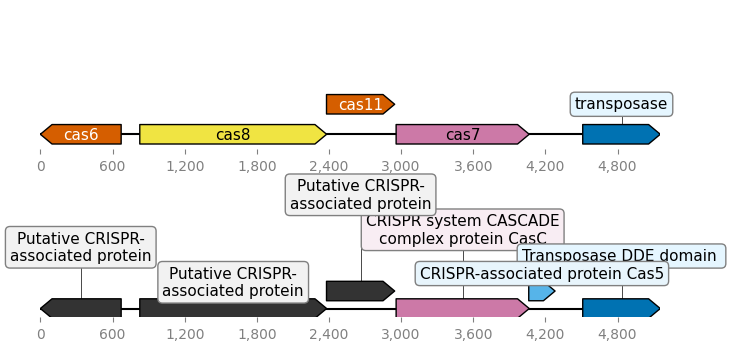 cas11
transposase
cas6
cas8
cas7
0 600 1,200 1,800 2,400 3,000 3,600 4,200 4,800
Putative CRISPR-
associated protein
CRISPR system CASCADE
complex protein CasC
Putative CRISPR-
associated protein
Transposase DDE domain
Putative CRISPR-
associated protein
CRISPR-associated protein Cas5
0 600 1,200 1,800 2,400 3,000 3,600 4,200 4,800